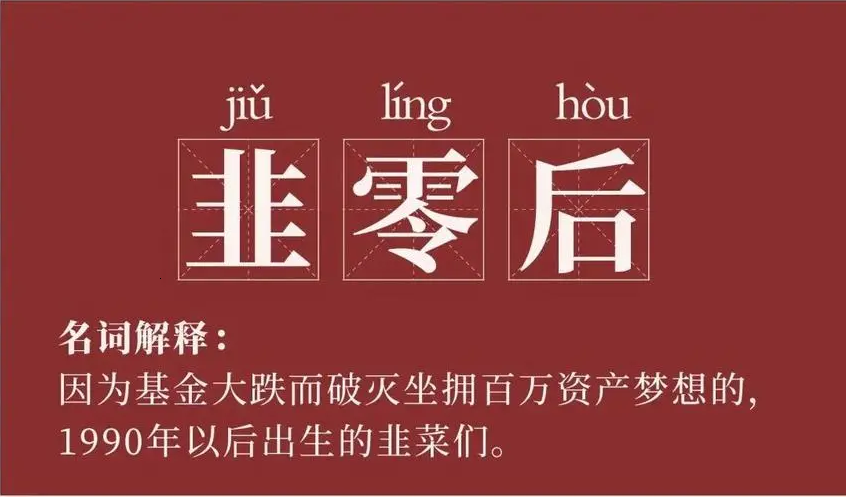 jiǔ líng hòu
韭零后
名词解释：
因为基金大跌而破灭坐拥百万资产梦想的,
1990年以后出生的韭菜们。